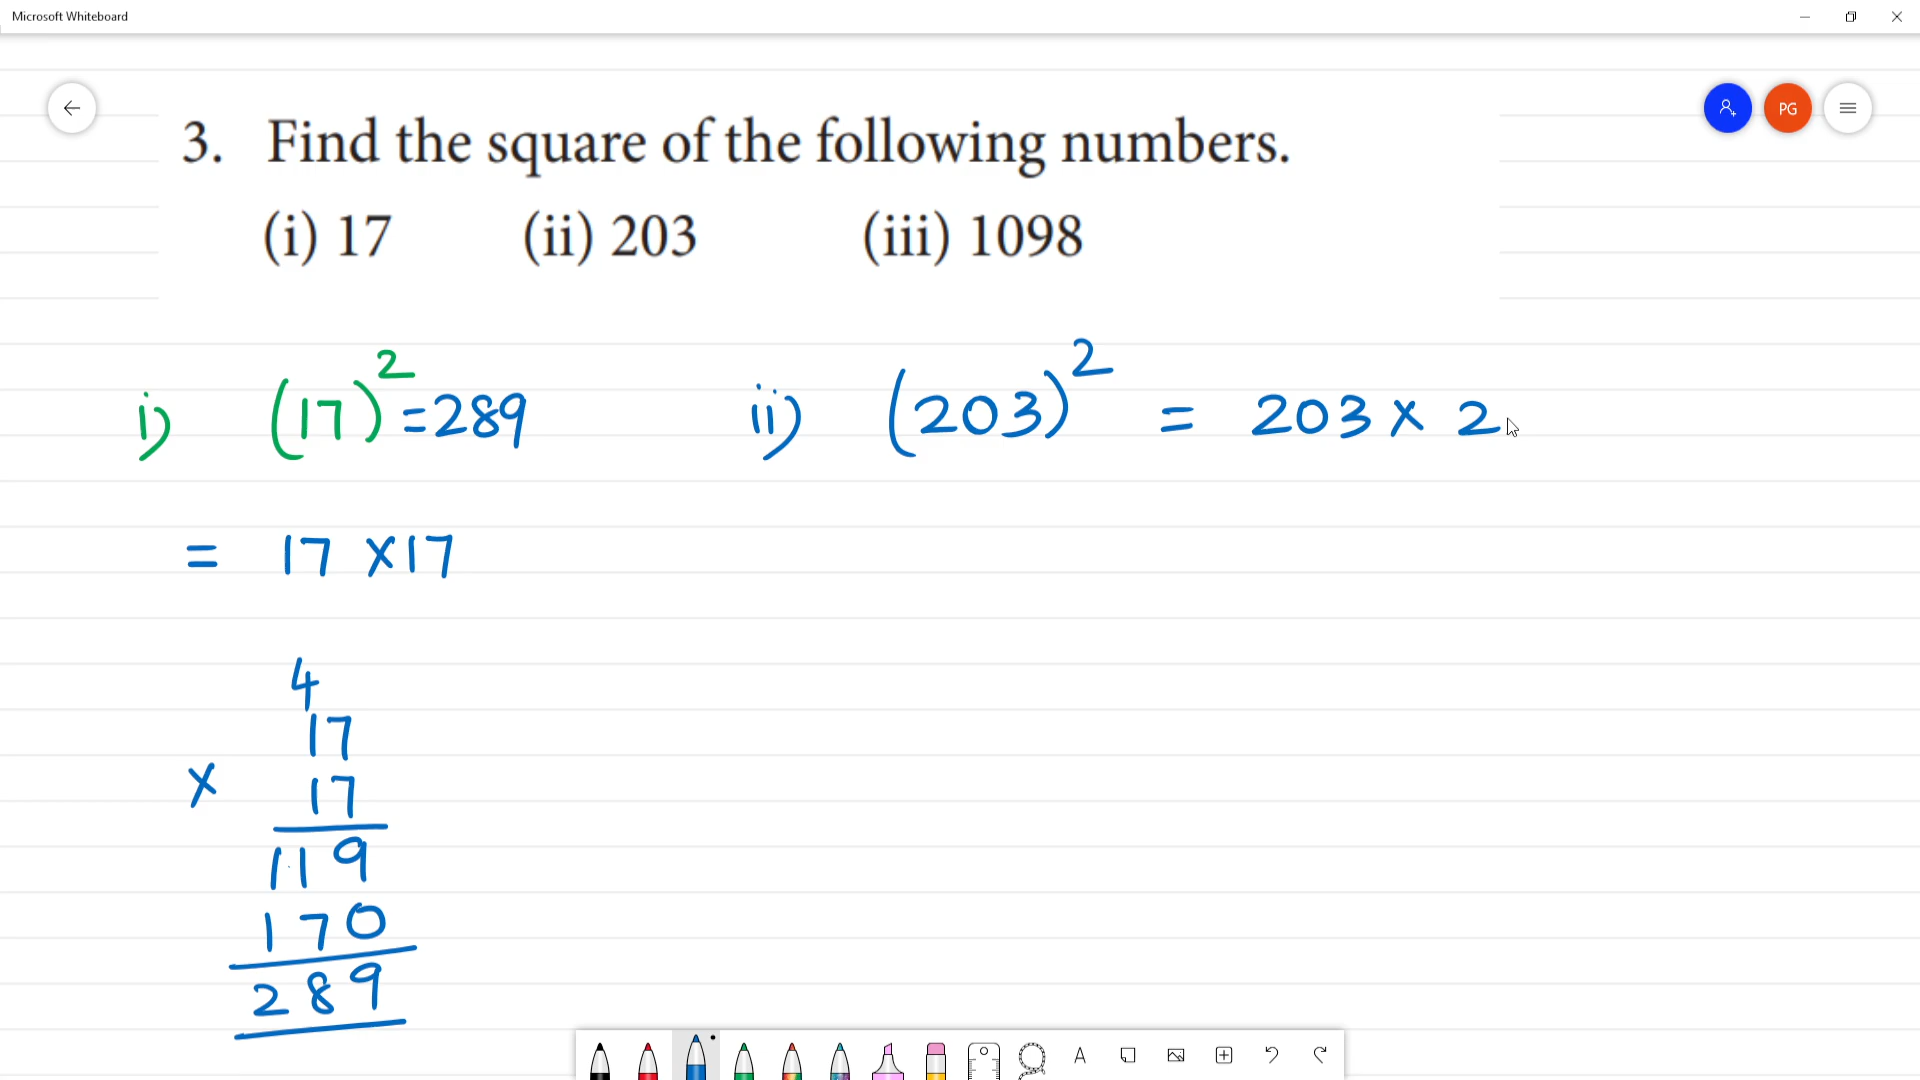 Microsoft Whiteboard
PG
3. Find the square of the following numbers.
(i) 17 (ii) 203 (iii) 1098
i) (17)² = 289 ii) (203)² = 203 × 2
= 17 × 17
4
17
× 17
119
170
289
A